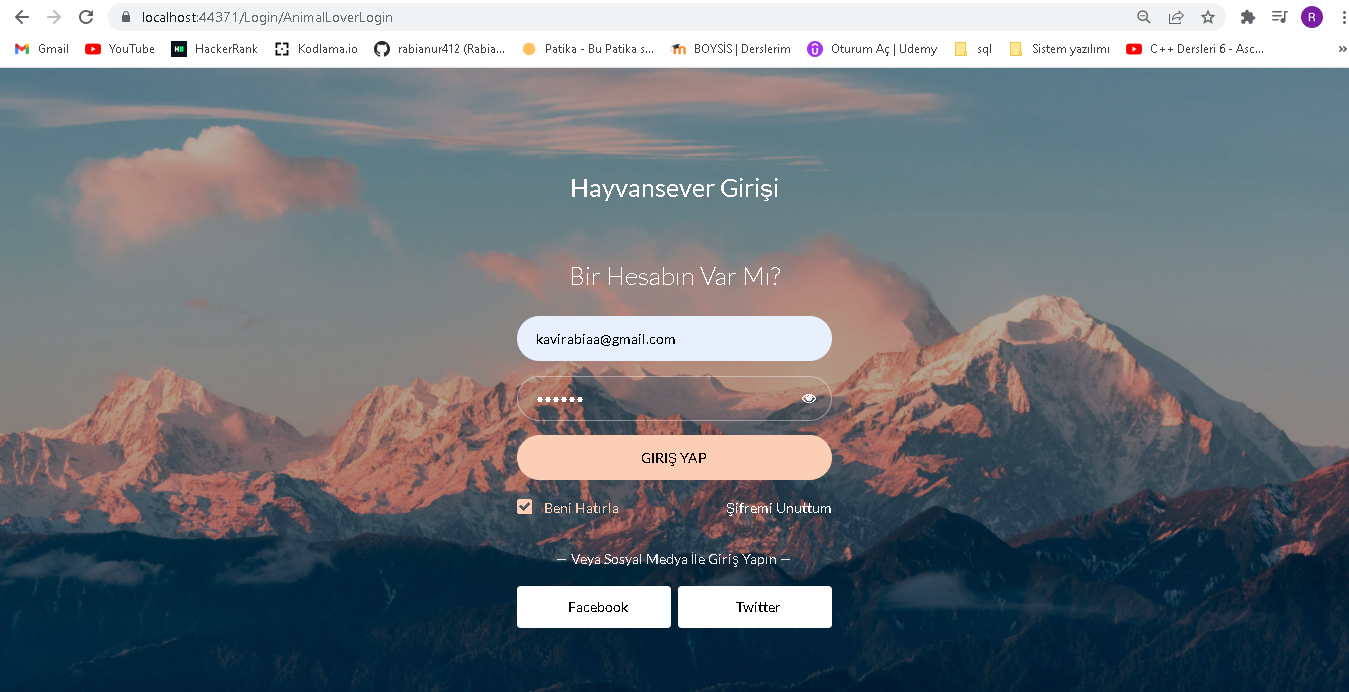 localhost:44371/Login/AnimalLoverLogin
R
Gmail YouTube HackerRank Kodlama.io rabianur412 (Rabia... Patika - Bu Patika s... BOYSİS | Derslerim Oturum Aç | Udemy sql Sistem yazılımı C++ Dersleri 6 - Asc... »
Hayvansever Girişi
Bir Hesabın Var Mı?
kavirabiaa@gmail.com
GIRIŞ YAP
Beni Hatırla Şifremi Unuttum
— Veya Sosyal Medya İle Giriş Yapın —
Facebook Twitter